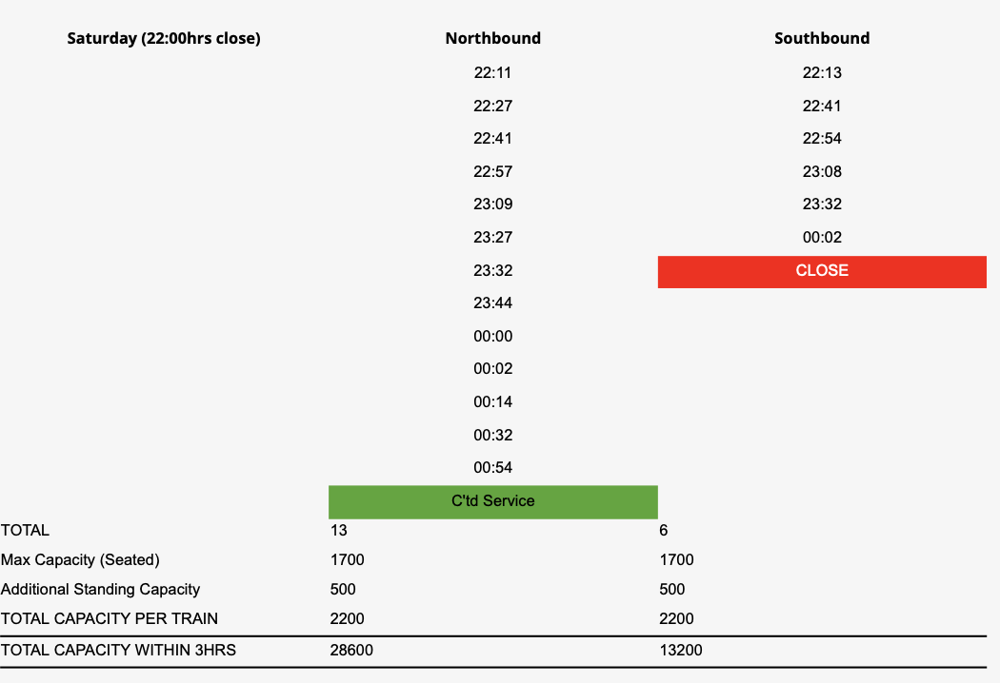 Saturday (22:00hrs close) Northbound Southbound
22:11 22:13
22:27 22:41
22:41 22:54
22:57 23:08
23:09 23:32
23:27 00:02
23:32 CLOSE
23:44
00:00
00:02
00:14
00:32
00:54
C'td Service
TOTAL 13 6
Max Capacity (Seated) 1700 1700
Additional Standing Capacity 500 500
TOTAL CAPACITY PER TRAIN 2200 2200
TOTAL CAPACITY WITHIN 3HRS 28600 13200